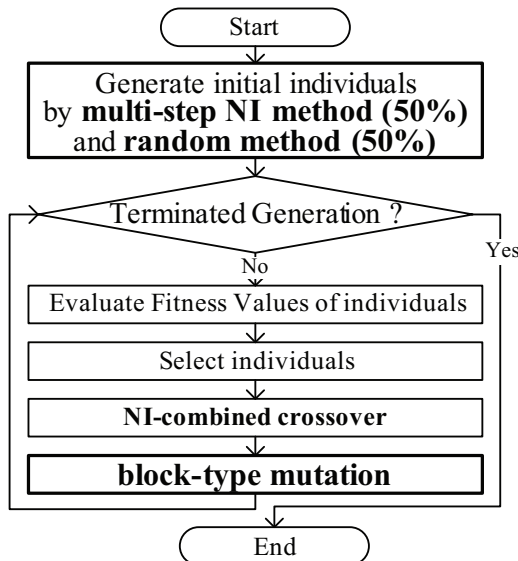 Start
Generate initial individuals
by multi-step NI method (50%)
and random method (50%)
Terminated Generation ?
Yes
No
Evaluate Fitness Values of individuals
Select individuals
NI-combined crossover
block-type mutation
End